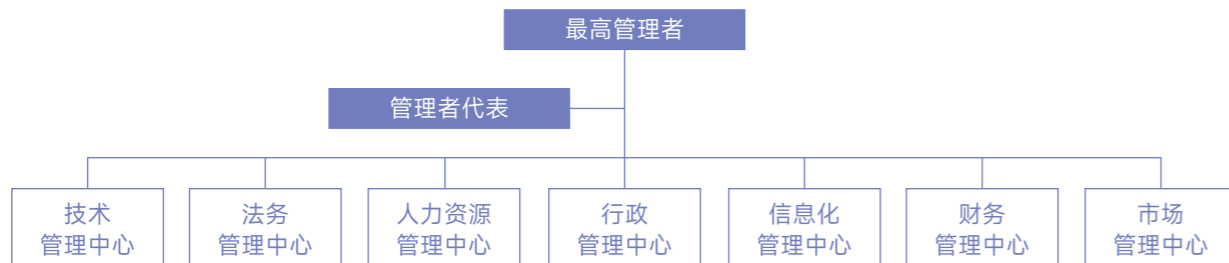 最高管理者
管理者代表
技术
管理中心
法务
管理中心
人力资源
管理中心
行政
管理中心
信息化
管理中心
财务
管理中心
市场
管理中心